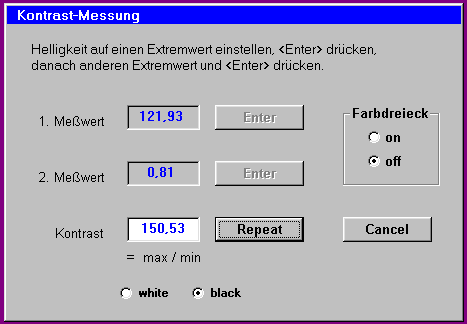 Kontrast-Messung
Helligkeit auf einen Extremwert einstellen, <Enter> drücken,
danach anderen Extremwert und <Enter> drücken.
1. Meßwert 121,93 Enter
Farbdreieck
on
off
2. Meßwert 0,81 Enter
Kontrast 150,53 Repeat Cancel
= max / min
white black